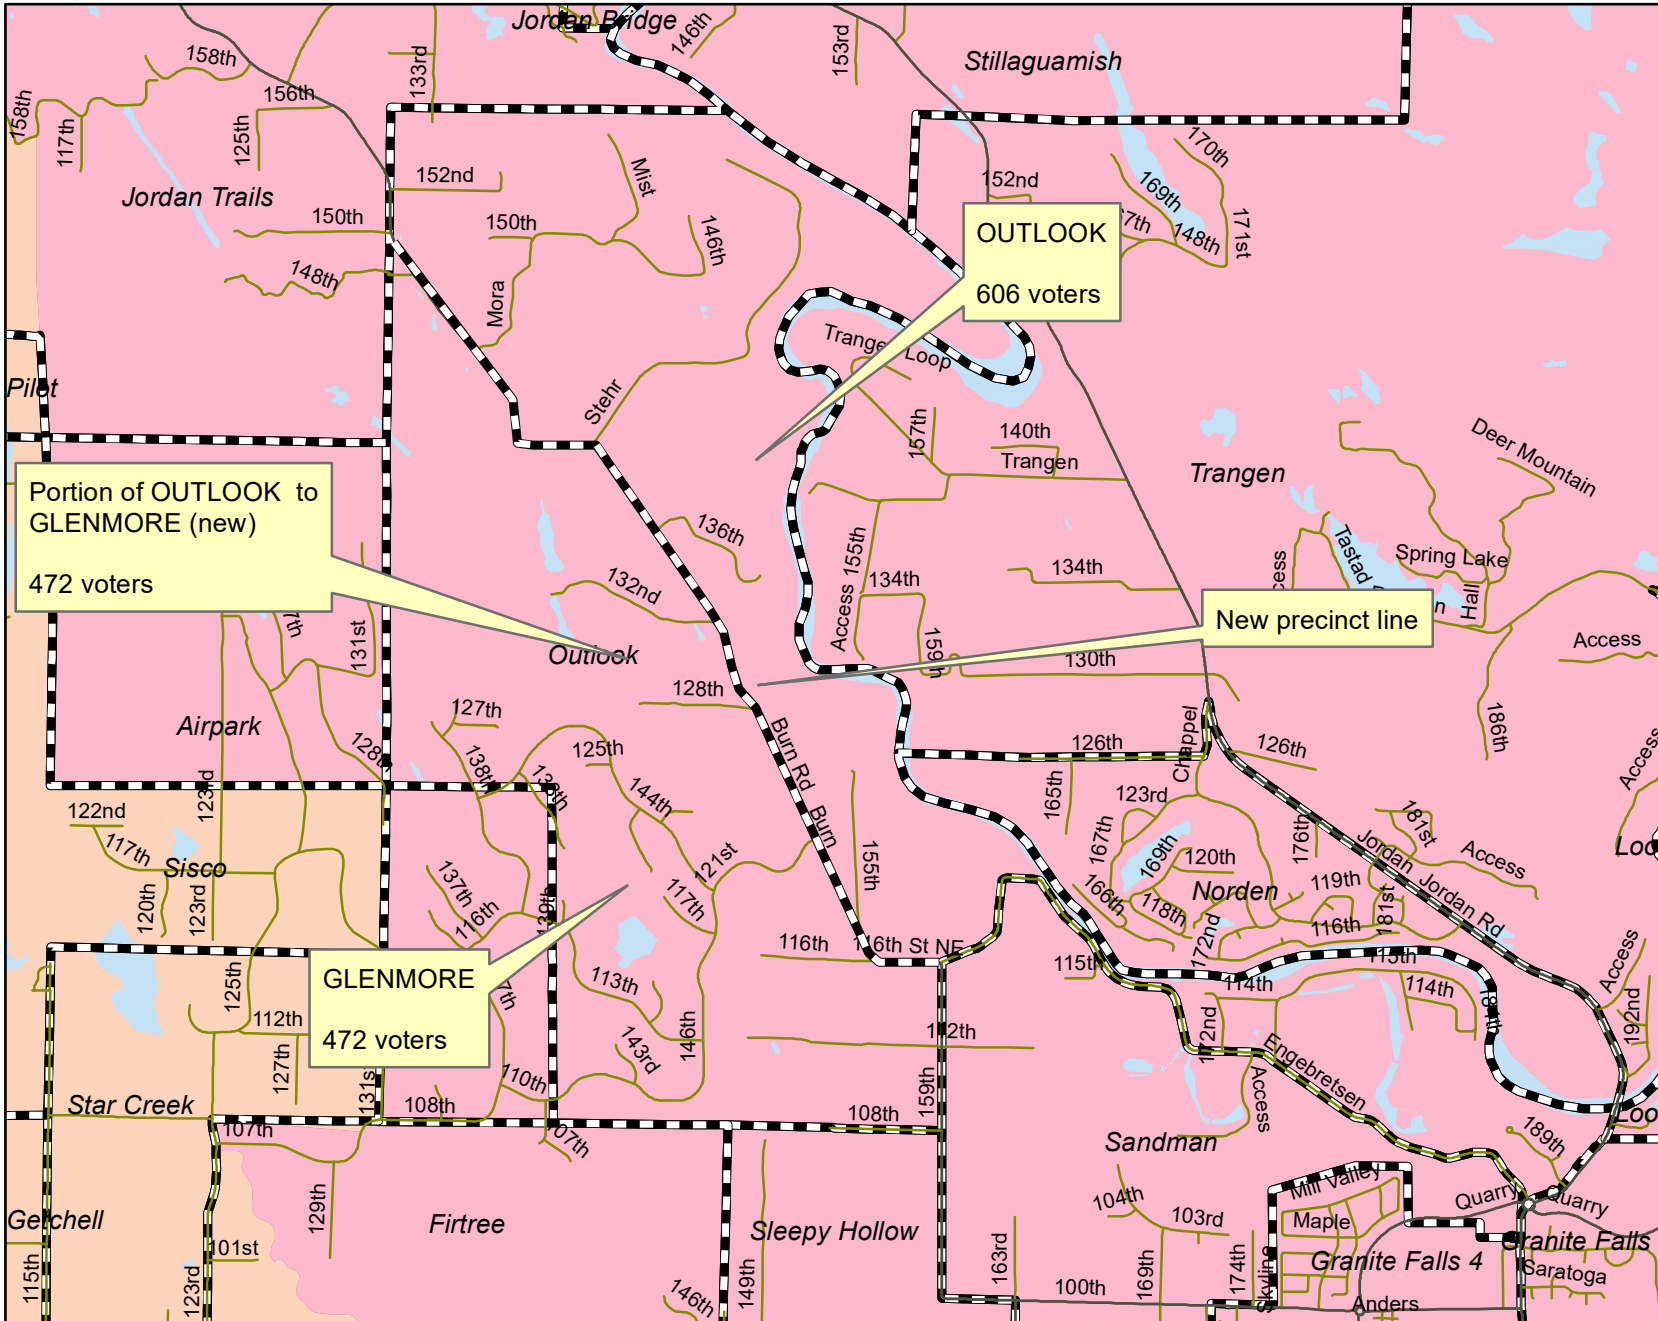 Jordan Bridge
146th
153rd
Stillaguamish
158th
133rd
156th
158th
117th
125th
170th
152nd
Mist
152nd
169th
Jordan Trails
150th
150th
146th
OUTLOOK
606 voters
148th
171st
148th
Mora
Trangen Loop
Pilot
Stehr
157th
140th
Trangen
Trangen
Deer Mountain
Portion of OUTLOOK to
GLENMORE (new)
472 voters
136th
Access
155th
134th
134th
132nd
Tastad
Spring Lake
Hall
New precinct line
131st
Outlook
159th
130th
Access
128th
127th
Airpark
128th
125th
Burn Rd
126th
Chappel
126th
186th
Access
138th
144th
123rd
122nd
117th
Sisco
123rd
165th
167th
169th
120th
176th
181st
Jordan
Access
121st
Burn
155th
Norden
119th
Jordan Rd
137th
116th
139th
117th
166th
118th
172nd
116th
181st
120th
123rd
116th
116th St NE
115th
115th
GLENMORE
472 voters
125th
113th
114th
114th
181th
Access
192nd
112th
127th
143rd
146th
112th
172nd
Engebretsen
Access
110th
131st
Star Creek
108th
108th
159th
107th
107th
Sandman
189th
Getchell
129th
Firtree
Sleepy Hollow
104th
103rd
Mill Valley
Maple
Quarry
Quarry
Granite Falls
101st
Granite Falls 4
Saratoga
115th
123rd
146th
149th
163rd
100th
169th
174th
Skyline
Anders